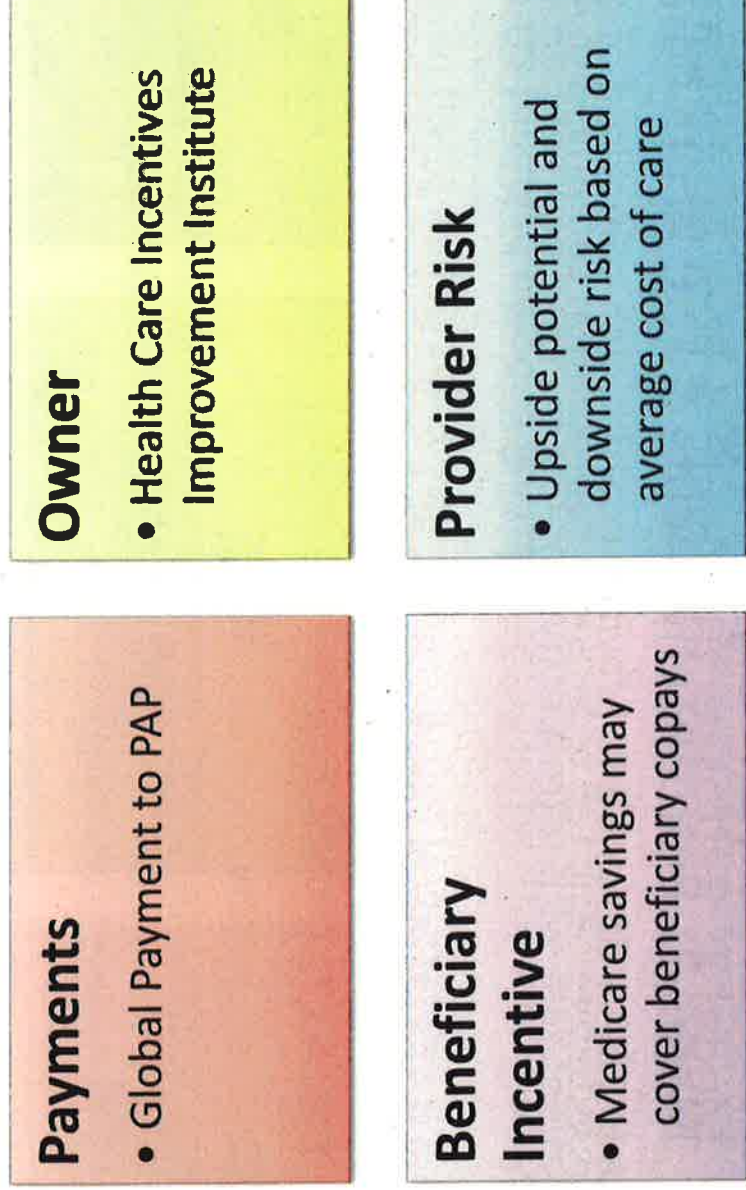 Payments
• Global Payment to PAP
Owner
• Health Care Incentives
Improvement Institute
Beneficiary
Incentive
• Medicare savings may
cover beneficiary copays
Provider Risk
• Upside potential and
downside risk based on
average cost of care